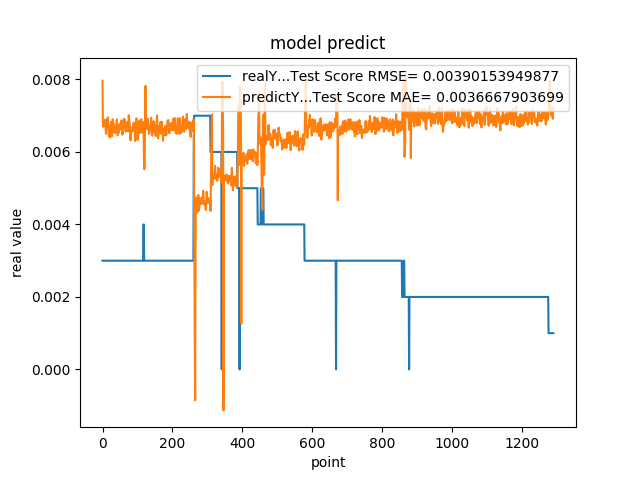 model predict
realY...Test Score RMSE= 0.00390153949877
predictY...Test Score MAE= 0.0036667903699
real value
0.008
0.006
0.004
0.002
0.000
0 200 400 600 800 1000 1200
point